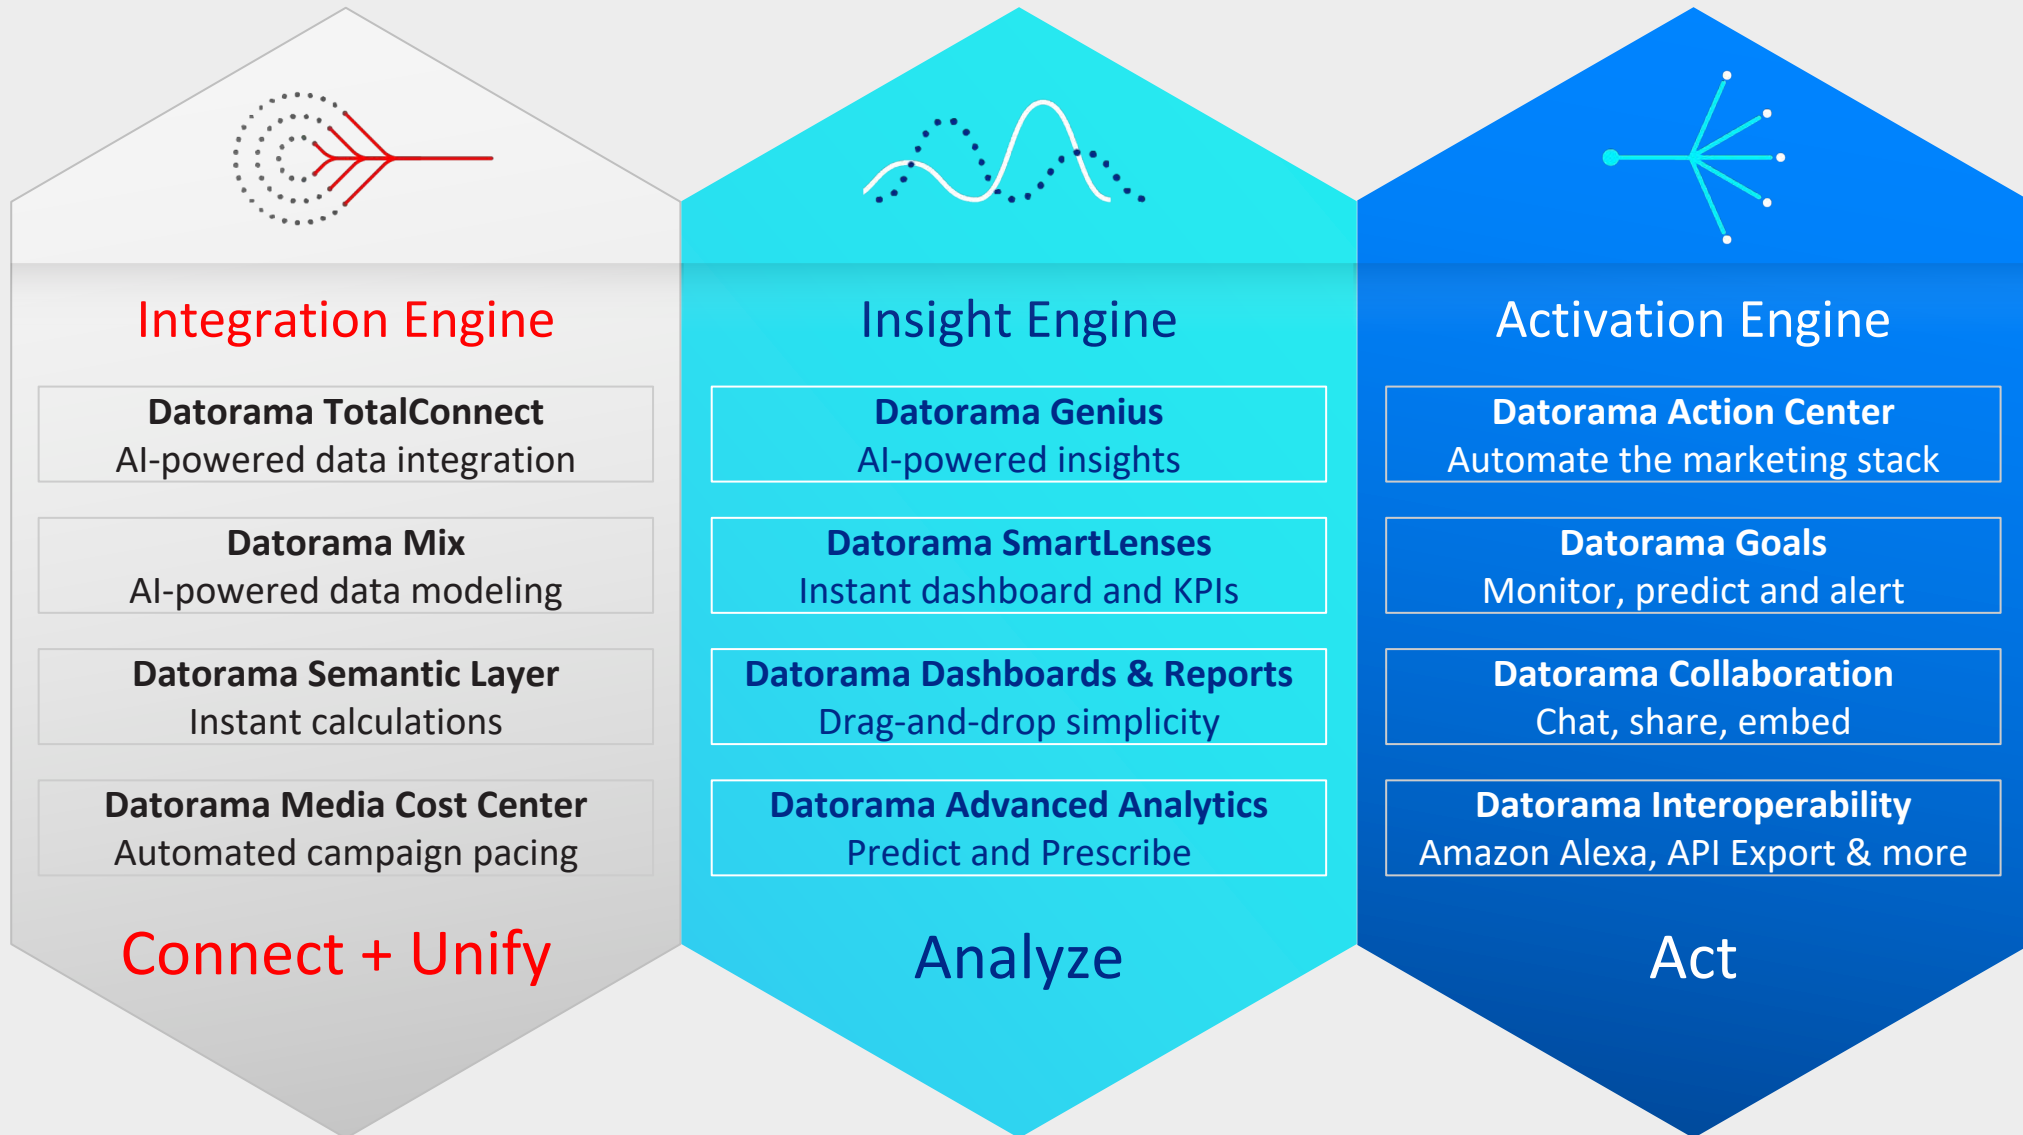 Integration Engine
Datorama TotalConnect
AI-powered data integration
Datorama Mix
AI-powered data modeling
Datorama Semantic Layer
Instant calculations
Datorama Media Cost Center
Automated campaign pacing
Connect + Unify
Insight Engine
Datorama Genius
AI-powered insights
Datorama SmartLenses
Instant dashboard and KPIs
Datorama Dashboards & Reports
Drag-and-drop simplicity
Datorama Advanced Analytics
Predict and Prescribe
Analyze
Activation Engine
Datorama Action Center
Automate the marketing stack
Datorama Goals
Monitor, predict and alert
Datorama Collaboration
Chat, share, embed
Datorama Interoperability
Amazon Alexa, API Export & more
Act